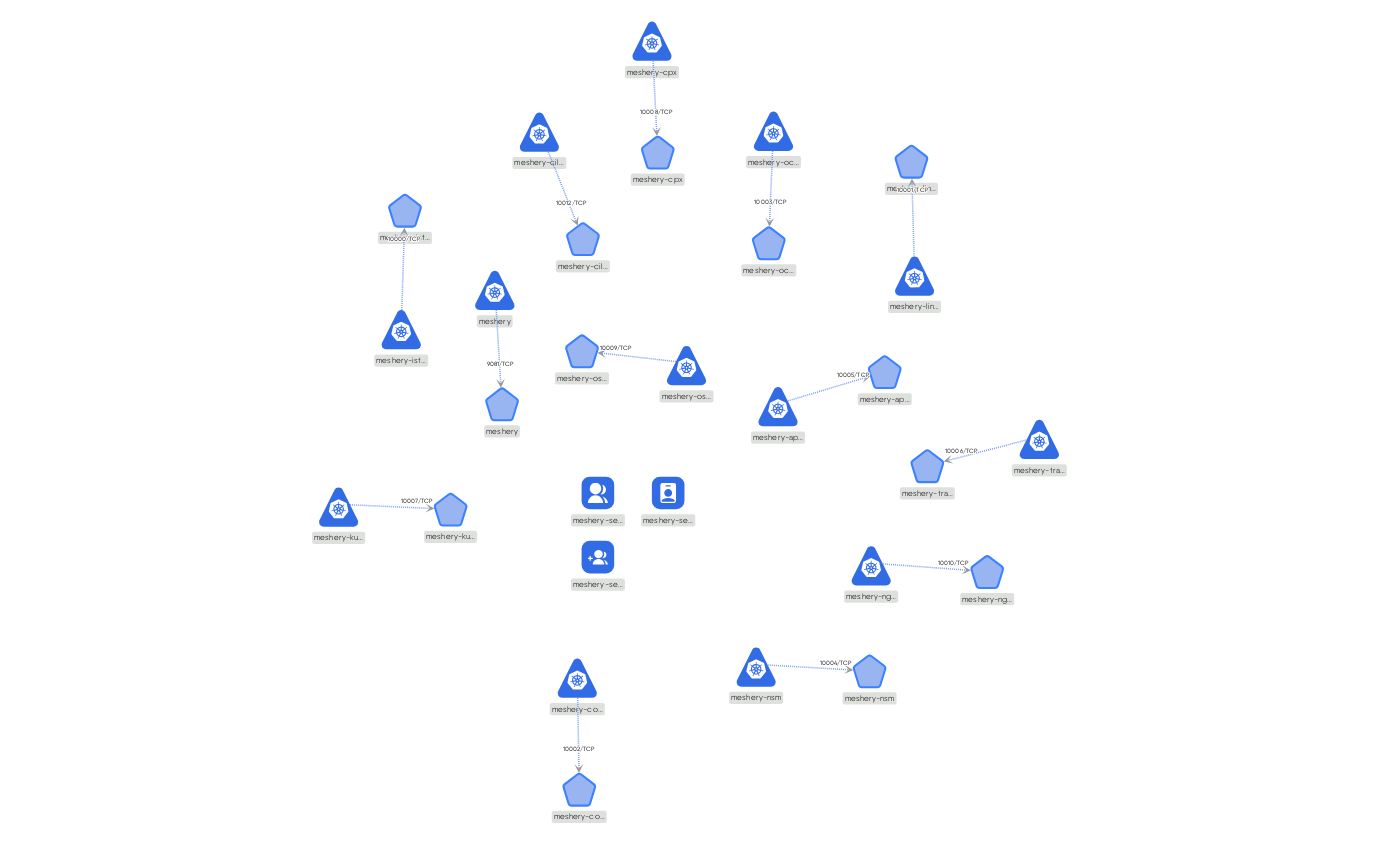 meshery-cpx
10008/TCP
meshery-cpx
meshery-cil...
10012/TCP
meshery-cil...
meshery-oc...
10003/TCP
meshery-oc...
10001/TCP
meshery-lin...
10000/TCP
meshery-ist...
meshery
9081/TCP
meshery
10009/TCP
meshery-os...
meshery-os...
10005/TCP
meshery-ap...
meshery-ap...
10006/TCP
meshery-tra...
meshery-tra...
10007/TCP
meshery-ku...
meshery-ku...
meshery-se...
meshery-se...
meshery-se...
10010/TCP
meshery-ng...
meshery-ng...
10004/TCP
meshery-nsm
meshery-nsm
meshery-co...
10002/TCP
meshery-co...